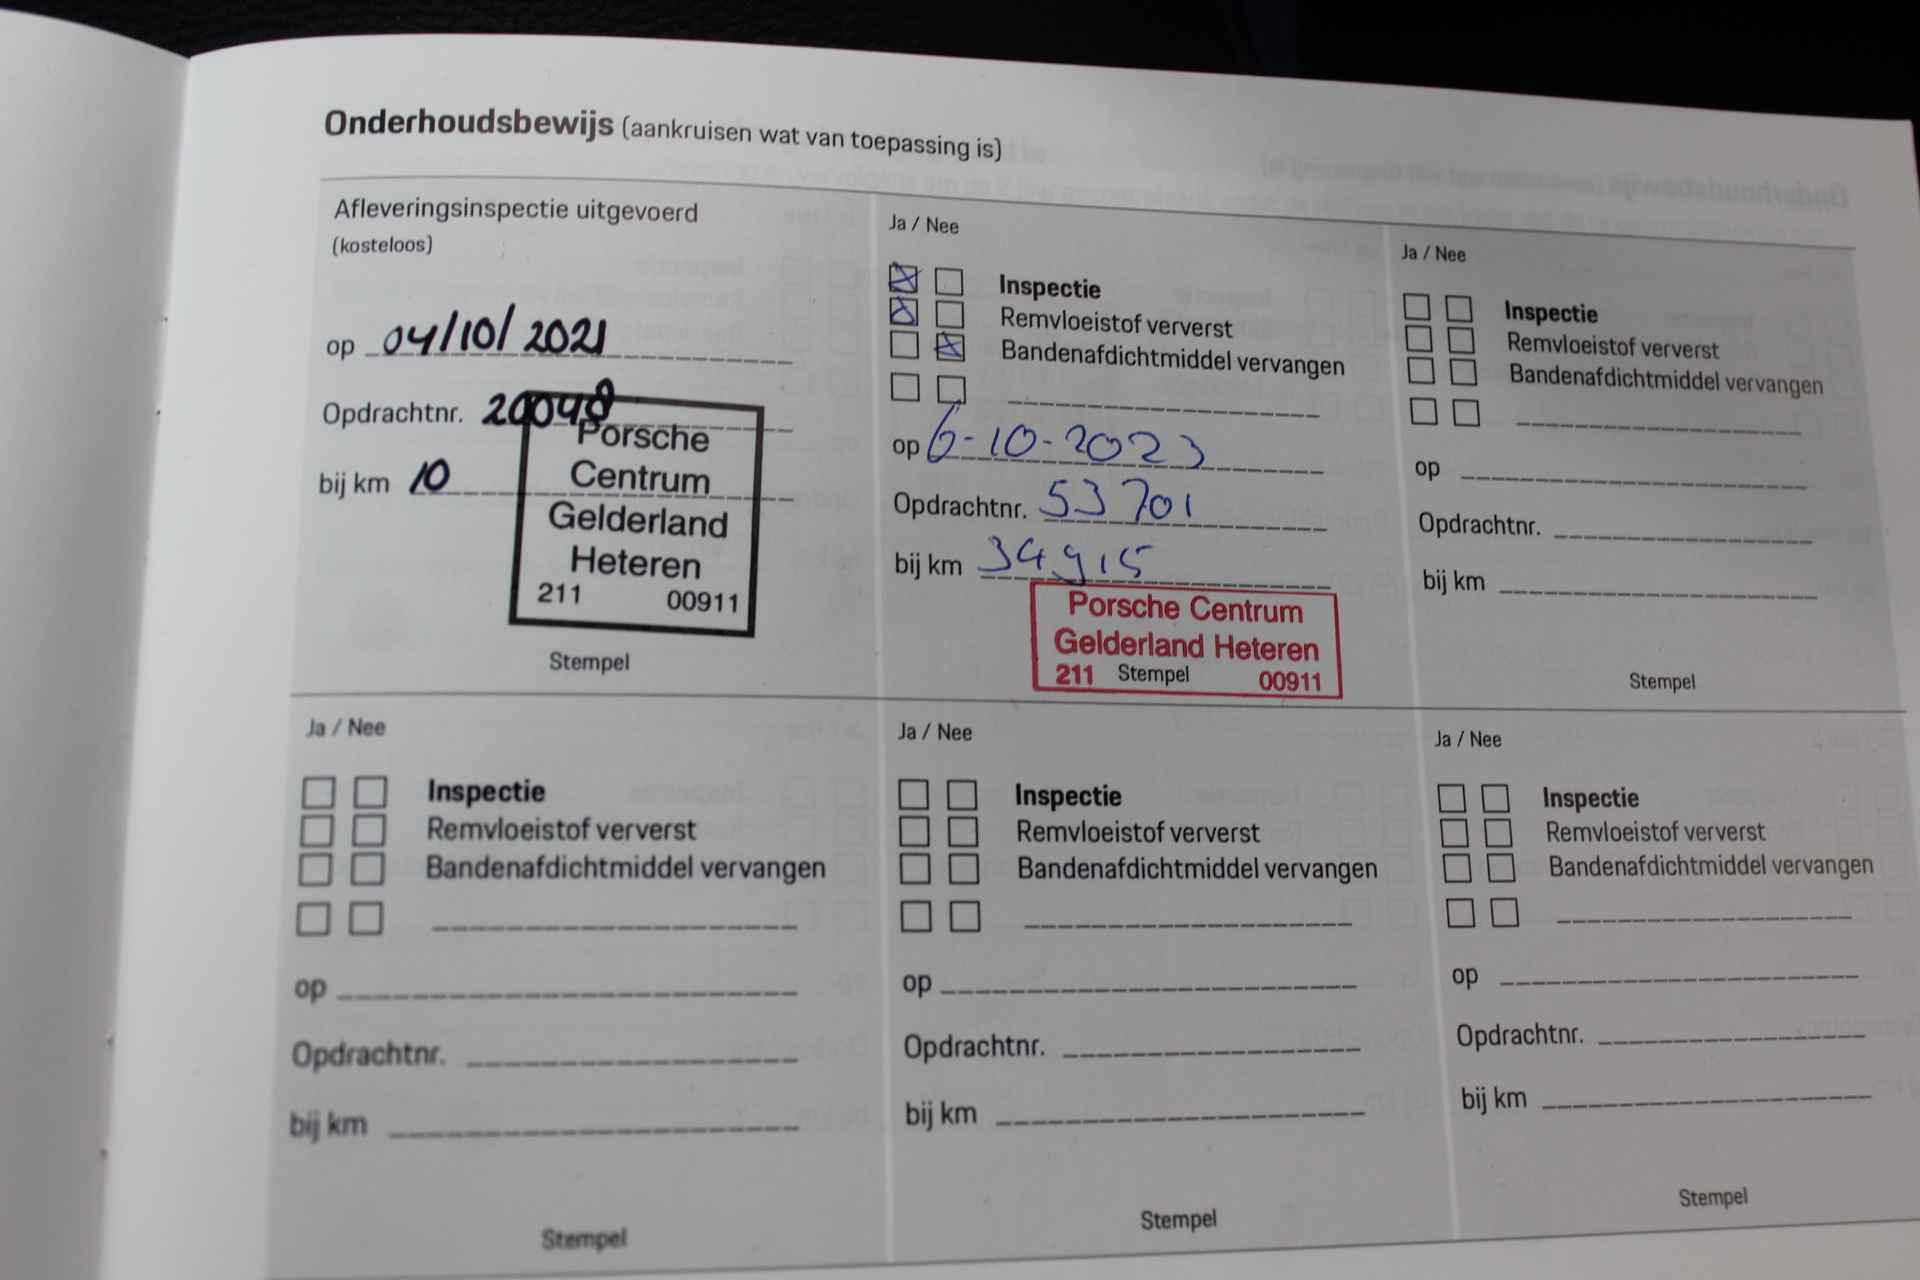 Onderhoudsbewijs (aankruisen wat van toepassing is)
Afleveringsinspectie uitgevoerd
(kosteloos)
op 04/10/2021
Opdrachtnr. 20048
bij km 10
Porsche
Centrum
Gelderland
Heteren
211 00911
Stempel
Ja / Nee
Inspectie
Remvloeistof ververst
Bandenafdichtmiddel vervangen
op 6-10-2023
Opdrachtnr. 53701
bij km 34915
Porsche Centrum
Gelderland Heteren
211 Stempel 00911
Ja / Nee
Inspectie
Remvloeistof ververst
Bandenafdichtmiddel vervangen
op
Opdrachtnr.
bij km
Stempel
Ja / Nee
Inspectie
Remvloeistof ververst
Bandenafdichtmiddel vervangen
op
Opdrachtnr.
bij km
Stempel
Ja / Nee
Inspectie
Remvloeistof ververst
Bandenafdichtmiddel vervangen
op
Opdrachtnr.
bij km
Stempel
Ja / Nee
Inspectie
Remvloeistof ververst
Bandenafdichtmiddel vervangen
op
Opdrachtnr.
bij km
Stempel